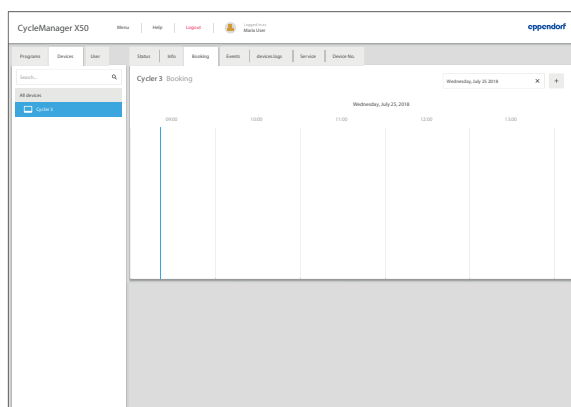 CycleManager X50
Menu
Help
Logout
Logged in as
Maria User
eppendorf
Programs
Devices
User
Status
Info
Booking
Events
devices.logs
Service
Device No.
Search...
All devices
Cycler 3
Cycler 3 Booking
Wednesday, July 25 2018
Wednesday, July 25, 2018
09:00
10:00
11:00
12:00
13:00